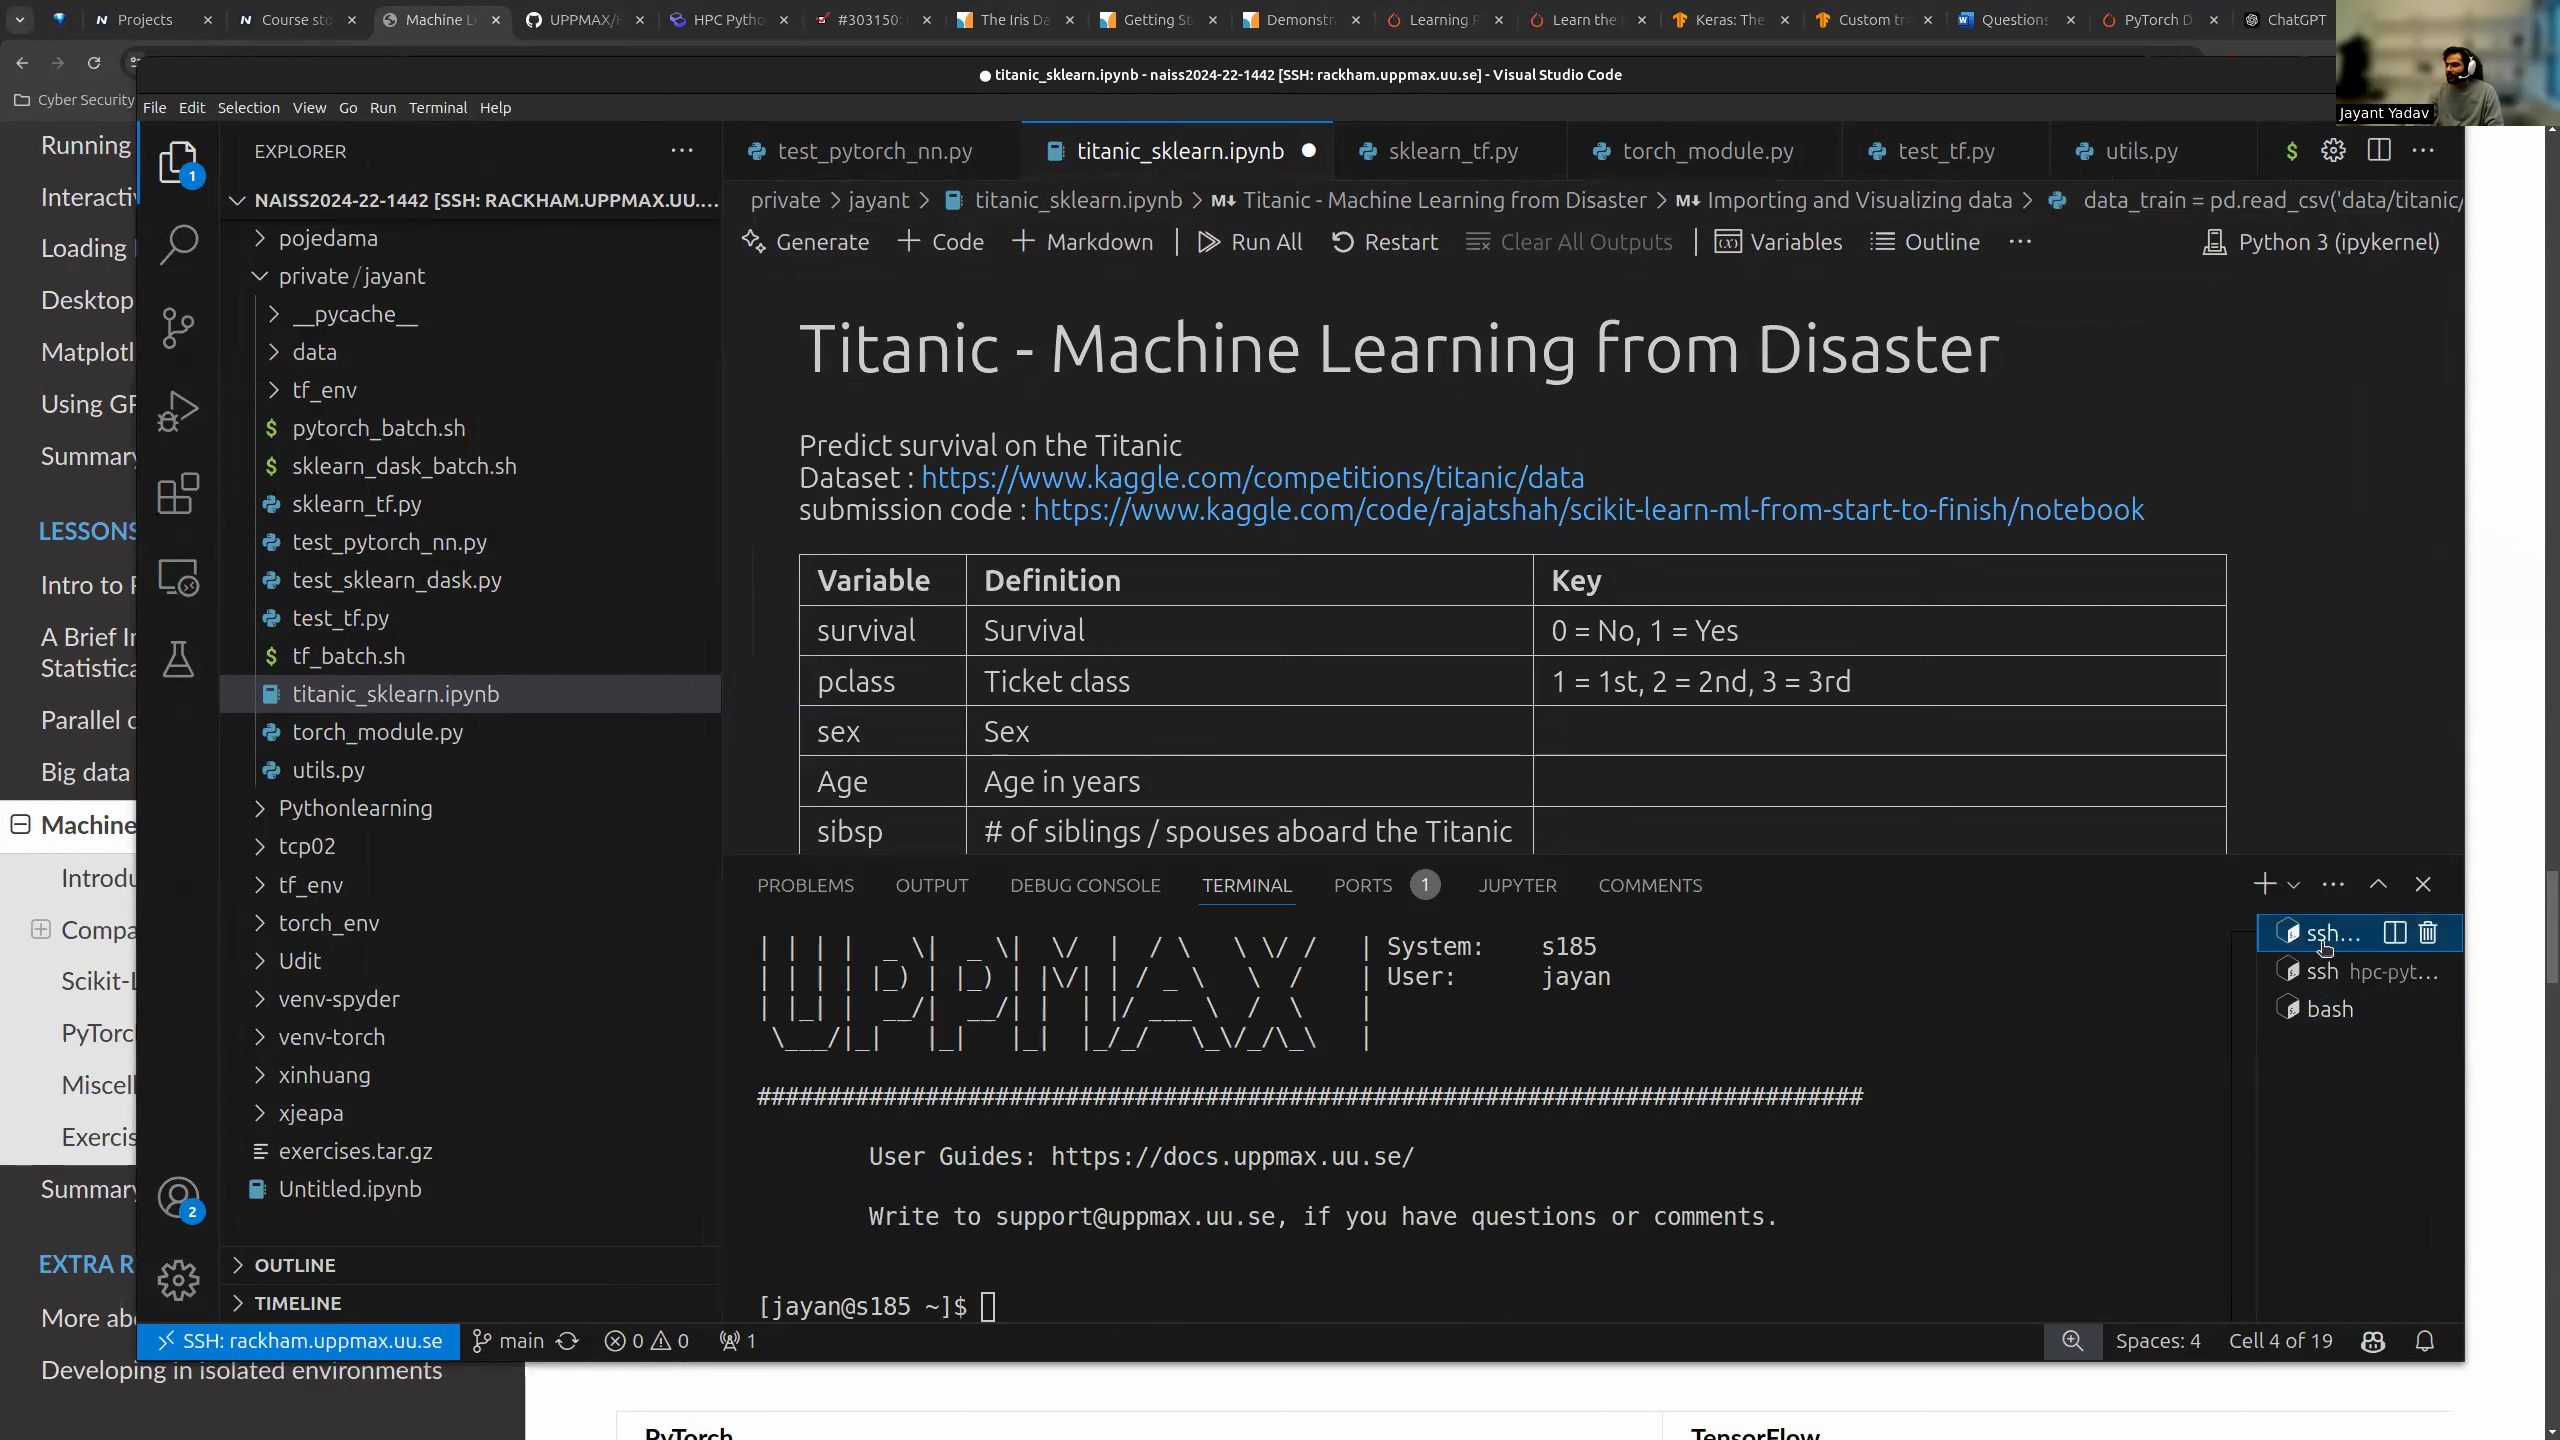 Projects
Course sto
Machine L
UPPMAX/H
HPC Pytho
#303150:
The Iris Da
Getting St
Demonstr
Learning P
Learn the
Keras: The
Custom tr
Questions
PyTorch D
ChatGPT
Cyber Security
Jayant Yadav
titanic_sklearn.ipynb - naiss2024-22-1442 [SSH: rackham.uppmax.uu.se] - Visual Studio Code
File Edit Selection View Go Run Terminal Help
Running
Interactiv
Loading
Desktop
Matplotl
Using GP
Summary
LESSONS
Intro to P
A Brief In
Statistica
Parallel c
Big data
Machine
Introdu
Compa
Scikit-L
PyTorc
Miscell
Exercis
Summary
EXTRA R
More abo
Developing in isolated environments
1
EXPLORER
NAISS2024-22-1442 [SSH: RACKHAM.UPPMAX.UU....
pojedama
private / jayant
__pycache__
data
tf_env
pytorch_batch.sh
sklearn_dask_batch.sh
sklearn_tf.py
test_pytorch_nn.py
test_sklearn_dask.py
test_tf.py
tf_batch.sh
titanic_sklearn.ipynb
torch_module.py
utils.py
Pythonlearning
tcp02
tf_env
torch_env
Udit
venv-spyder
venv-torch
xinhuang
xjeapa
exercises.tar.gz
Untitled.ipynb
OUTLINE
TIMELINE
2
test_pytorch_nn.py
titanic_sklearn.ipynb
sklearn_tf.py
torch_module.py
test_tf.py
utils.py
private > jayant > titanic_sklearn.ipynb > M↓ Titanic - Machine Learning from Disaster > M↓ Importing and Visualizing data > data_train = pd.read_csv('data/titanic/
Generate + Code + Markdown | Run All Restart Clear All Outputs | Variables Outline ... Python 3 (ipykernel)
Titanic - Machine Learning from Disaster
Predict survival on the Titanic
Dataset : https://www.kaggle.com/competitions/titanic/data
submission code : https://www.kaggle.com/code/rajatshah/scikit-learn-ml-from-start-to-finish/notebook
Variable Definition Key
survival Survival 0 = No, 1 = Yes
pclass Ticket class 1 = 1st, 2 = 2nd, 3 = 3rd
sex Sex
Age Age in years
sibsp # of siblings / spouses aboard the Titanic
PROBLEMS OUTPUT DEBUG CONSOLE TERMINAL PORTS 1 JUPYTER COMMENTS
UPPMAX
| System: s185
| User: jayan
###############################################################################
User Guides: https://docs.uppmax.uu.se/
Write to support@uppmax.uu.se, if you have questions or comments.
[jayan@s185 ~]$
ssh...
ssh hpc-pyt...
bash
SSH: rackham.uppmax.uu.se main 0 0 1 Spaces: 4 Cell 4 of 19
PyTorch
TensorFlow